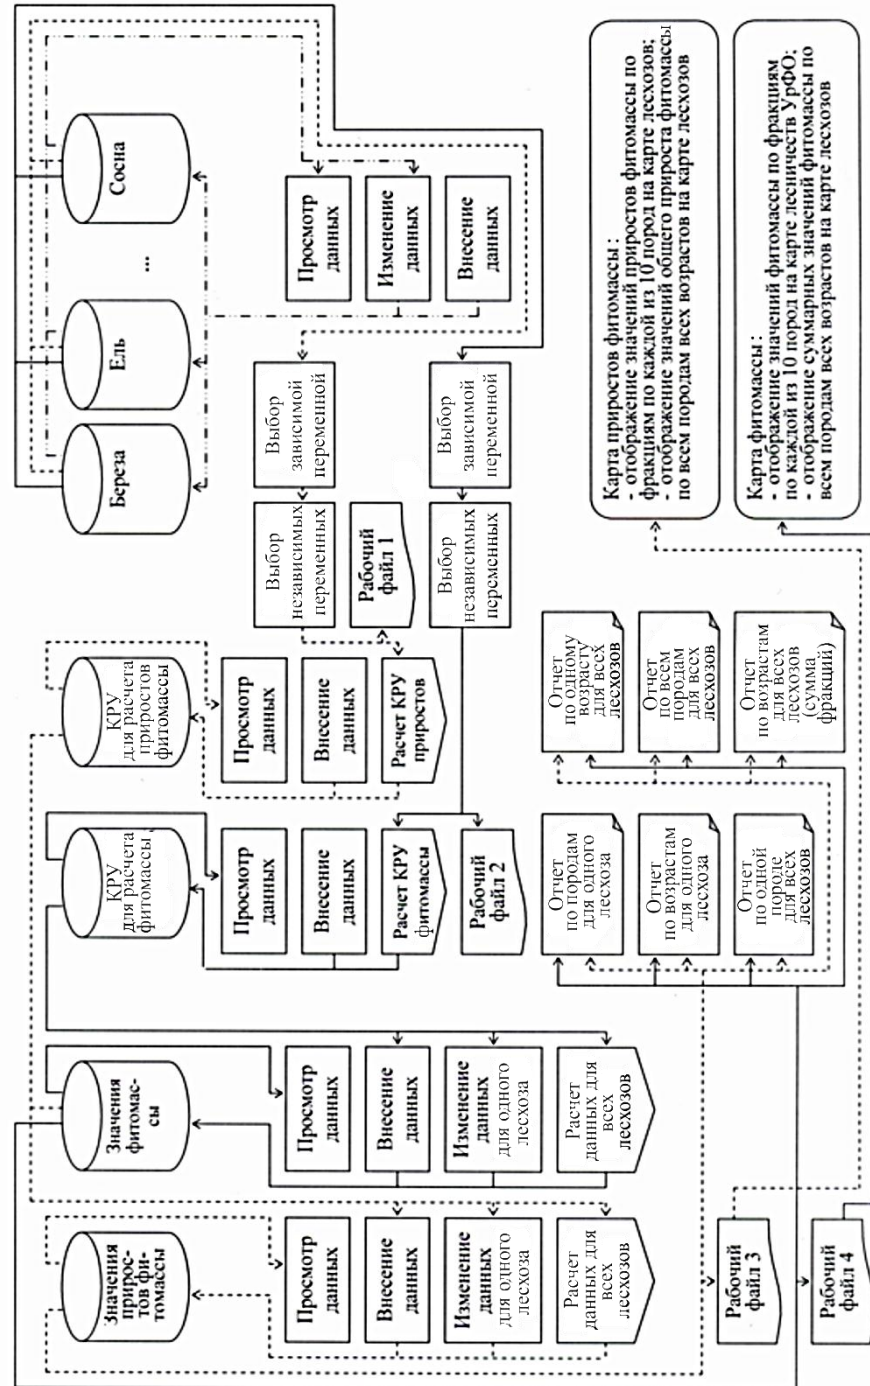 Значения
прирос-
тов фи-
томассы
Значения
фитомас-
сы
КРУ
для расчета
фитомассы
КРУ
для расчета
приростов
фитомассы
Береза
Ель
...
Сосна
Просмотр
данных
Внесение
данных
Изменение
данных
для одного
лесхоза
Расчет
данных для
всех
лесхозов
Просмотр
данных
Внесение
данных
Изменение
данных
для одного
лесхоза
Расчет
данных для
всех
лесхозов
Просмотр
данных
Внесение
данных
Расчет КРУ
фитомассы
Рабочий
файл 2
Просмотр
данных
Внесение
данных
Расчет КРУ
приростов
Рабочий
файл 1
Выбор
независимых
переменных
Выбор
зависимой
переменной
Выбор
независимых
переменных
Выбор
зависимой
переменной
Просмотр
данных
Изменение
данных
Внесение
данных
Отчет
по породам
для одного
лесхоза
Отчет
по возрастам
для одного
лесхоза
Отчет
по одной
породе
для всех
лесхозов
Отчет
по одному
возрасту
для всех
лесхозов
Отчет
по всем
породам
для всех
лесхозов
Отчет
по возрастам
для всех
лесхозов
(сумма
фракций)
Рабочий
файл 3
Рабочий
файл 4
Карта приростов фитомассы :
- отображение значений приростов фитомассы по
фракциям по каждой из 10 пород на карте лесхозов;
- отображение значений общего прироста фитомассы
по всем породам всех возрастов на карте лесхозов
Карта фитомассы :
- отображение значений фитомассы по фракциям
по каждой из 10 пород на карте лесничеств УрФО;
- отображение суммарных значений фитомассы по
всем породам всех возрастов на карте лесхозов